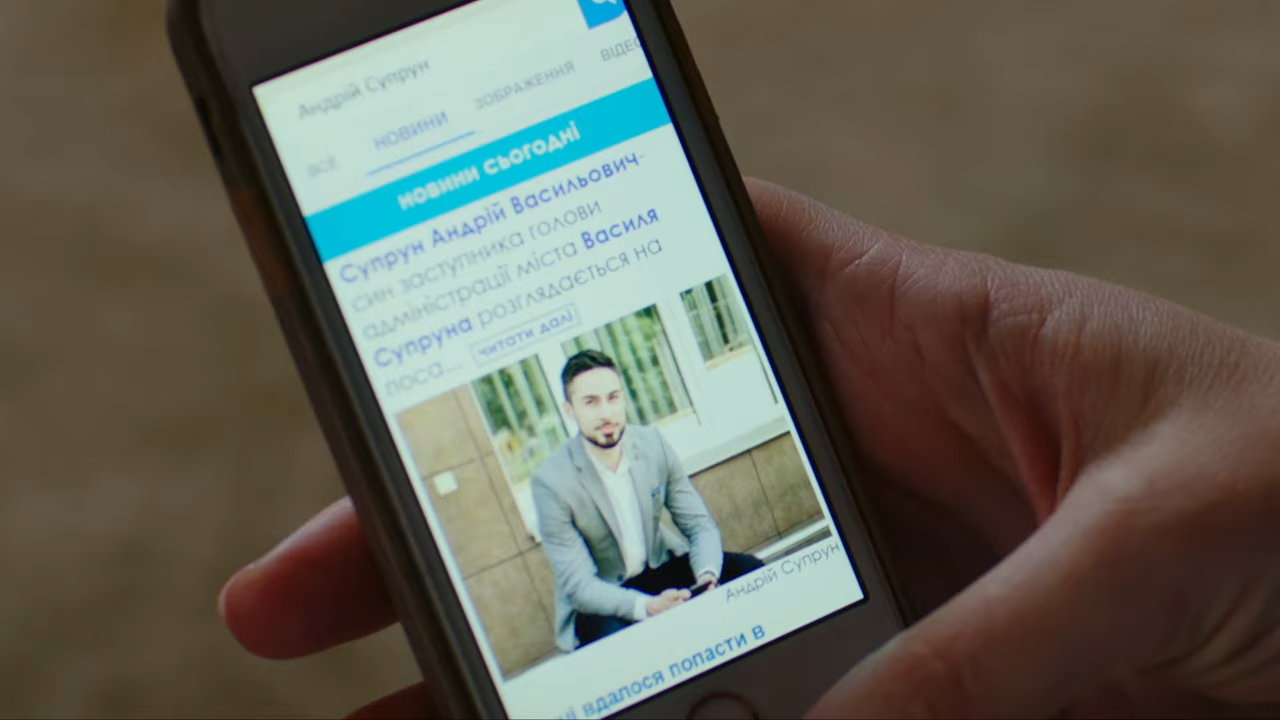 Андрій Супрун
ВСЕ НОВИНИ ЗОБРАЖЕННЯ ВІДЕО
НОВИНИ СЬОГОДНІ
Супрун Андрій Васильович-
син заступника голови
адміністрації міста Василя
Супруна розглядається на
поса... читати далі
Андрій Супрун
вдалося попасти в